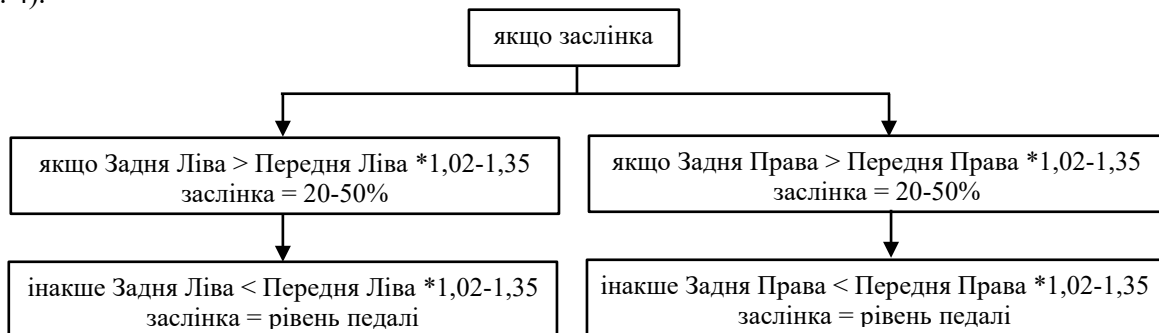 . 4).
якщо заслінка
якщо Задня Ліва > Передня Ліва *1,02-1,35
заслінка = 20-50%
якщо Задня Права > Передня Права *1,02-1,35
заслінка = 20-50%
інакше Задня Ліва < Передня Ліва *1,02-1,35
заслінка = рівень педалі
інакше Задня Права < Передня Права *1,02-1,35
заслінка = рівень педалі